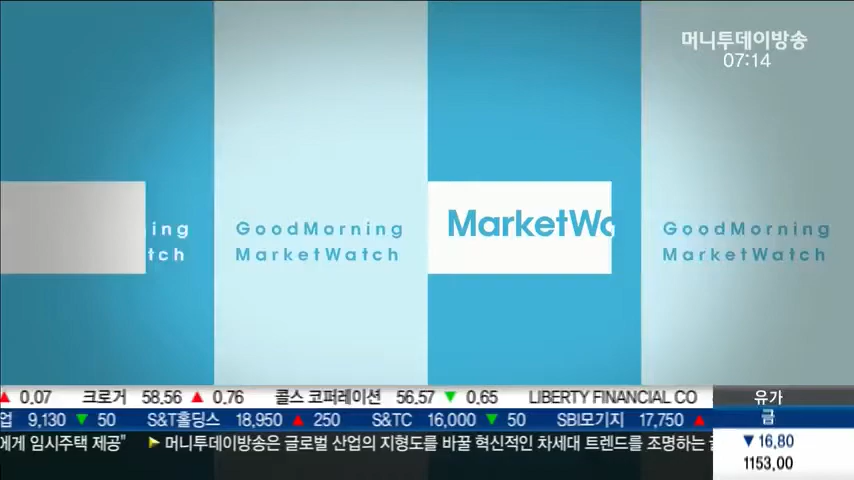 머니투데이방송
07:14
ing
tch
GoodMorning
MarketWatch
MarketWa
GoodMorning
MarketWatch
▲ 0.07 크로거 58.56 ▲ 0.76 콜스 코퍼레이션 56.57 ▼ 0.65 LIBERTY FINANCIAL CO
업 9,130 ▼ 50 S&T홀딩스 18,950 ▲ 250 S&TC 16,000 ▼ 50 SBI모기지 17,750 ▲
에게 임시주택 제공" ▶ 머니투데이방송은 글로벌 산업의 지형도를 바꿀 혁신적인 차세대 트렌드를 조명하는
유가
금
▼16,80
1153,00